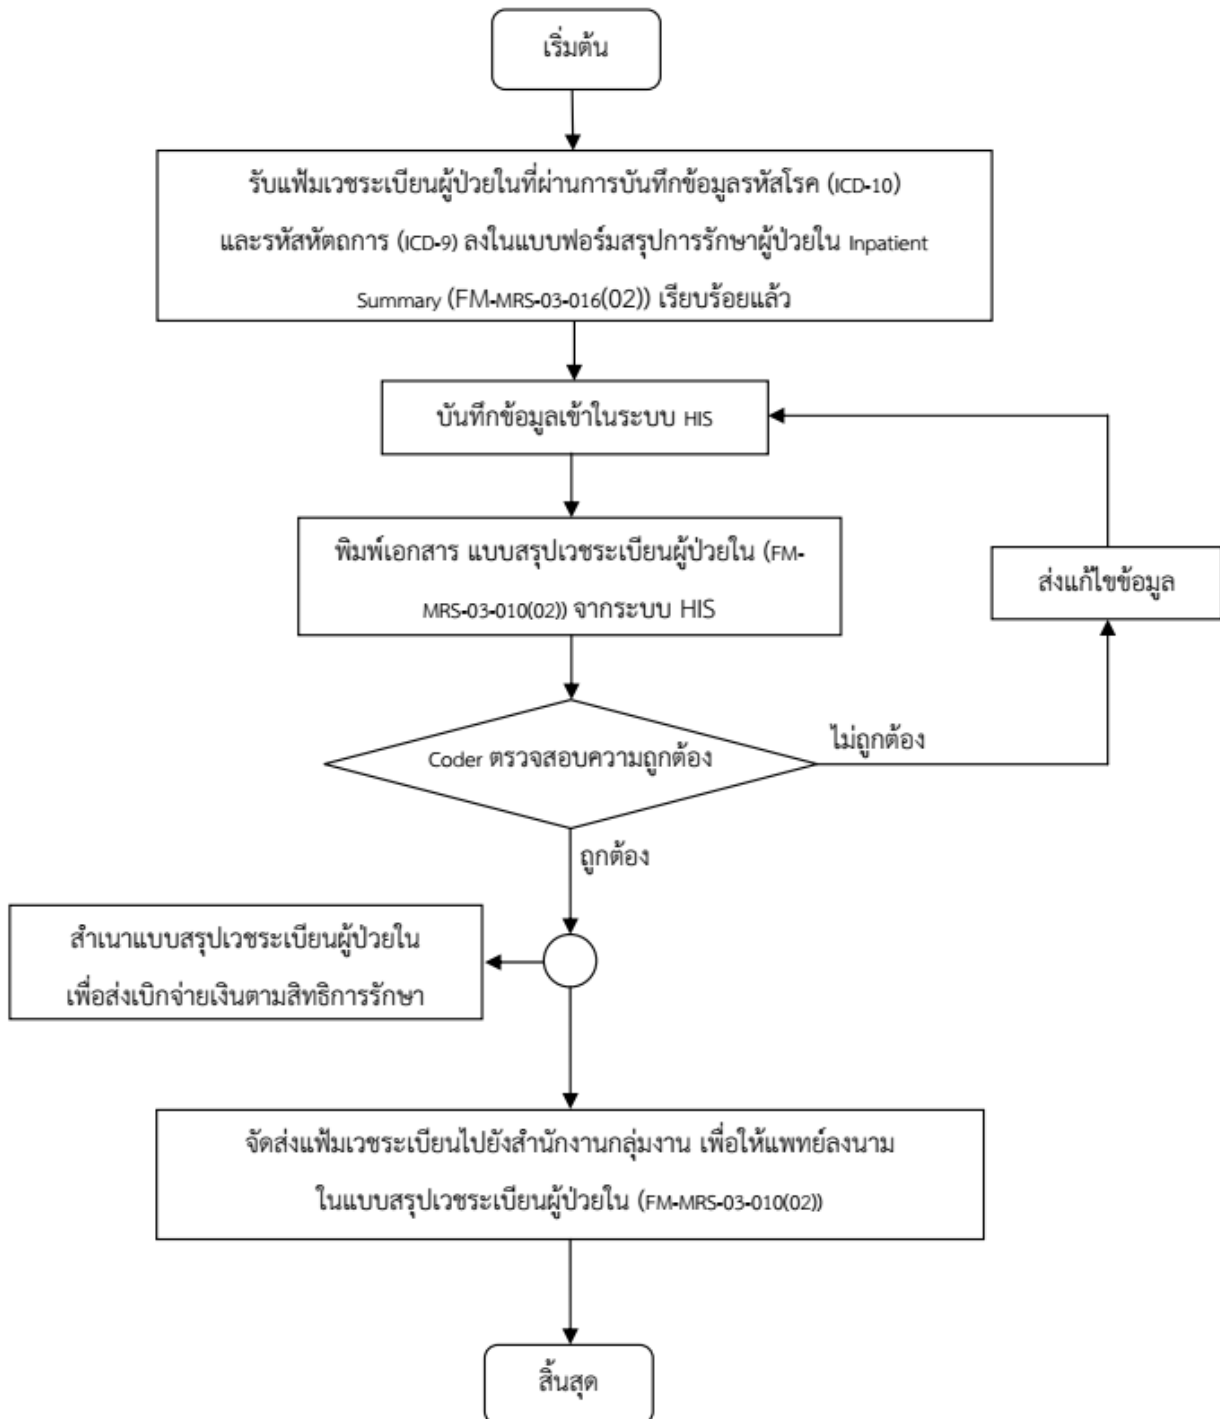 เริ่มต้น
รับแฟ้มเวชระเบียนผู้ป่วยในที่ผ่านการบันทึกข้อมูลรหัสโรค (ICD-10)
และรหัสหัตถการ (ICD-9) ลงในแบบฟอร์มสรุปการรักษาผู้ป่วยใน Inpatient
Summary (FM-MRS-03-016(02)) เรียบร้อยแล้ว
บันทึกข้อมูลเข้าในระบบ HIS
พิมพ์เอกสาร แบบสรุปเวชระเบียนผู้ป่วยใน (FM-
MRS-03-010(02)) จากระบบ HIS
ส่งแก้ไขข้อมูล
Coder ตรวจสอบความถูกต้อง
ไม่ถูกต้อง
ถูกต้อง
สำเนาแบบสรุปเวชระเบียนผู้ป่วยใน
เพื่อส่งเบิกจ่ายเงินตามสิทธิการรักษา
จัดส่งแฟ้มเวชระเบียนไปยังสำนักงานกลุ่มงาน เพื่อให้แพทย์ลงนาม
ในแบบสรุปเวชระเบียนผู้ป่วยใน (FM-MRS-03-010(02))
สิ้นสุด